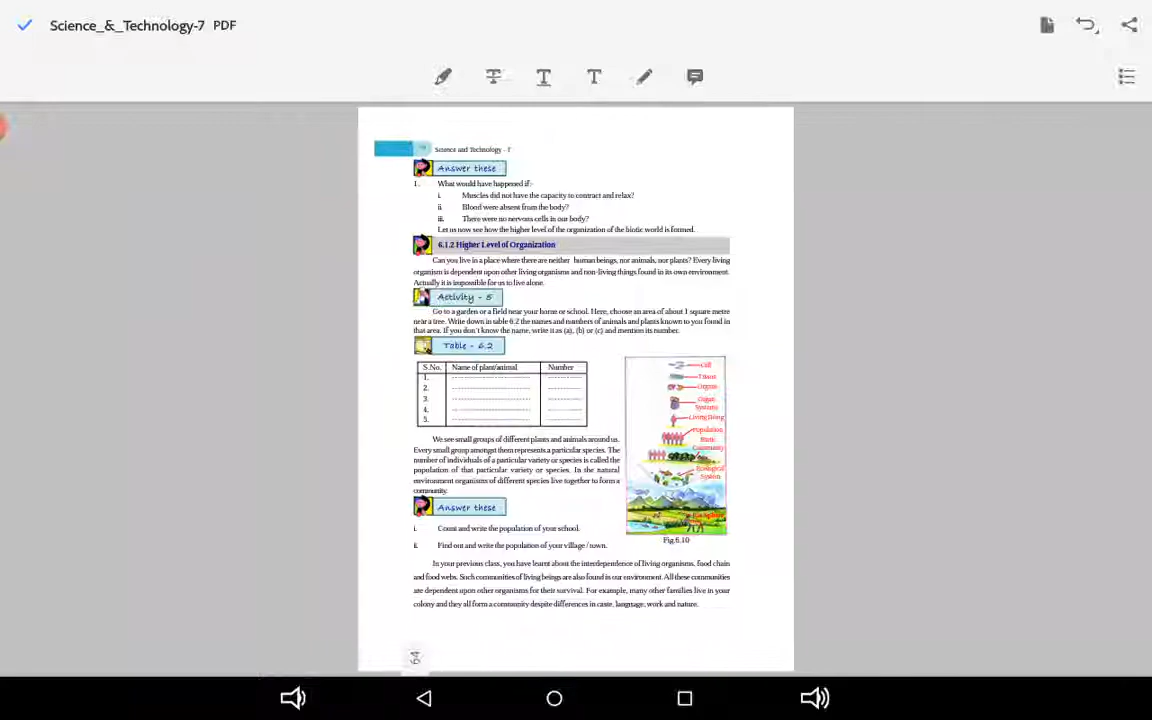 Science_&_Technology-7 PDF
Science and Technology - 7
Answer these
1. What would have happened if:-
i. Muscles did not have the capacity to contract and relax?
ii. Blood were absent from the body?
iii. There were no nervous cells in our body?
Let us now see how the higher level of the organization of the biotic world is formed.
6.1.2 Higher Level of Organization
Can you live in a place where there are neither human beings, nor animals, nor plants? Every living
organism is dependent upon other living organisms and non-living things found in its own environment.
Actually it is impossible for us to live alone.
Activity - 5
Go to a garden or a field near your home or school. Here, choose an area of about 1 square metre
near a tree. Write down in table 6.2 the names and numbers of animals and plants known to you found in
that area. If you don't know the name, write it as (a), (b) or (c) and mention its number.
Table - 6.2
S.No. Name of plant/animal Number
1.
2.
3.
4.
5.
Cell
Tissue
Organs
Organ
Systems
Living Being
Population
Biotic
Community
Ecological
System
Fig.6.10
We see small groups of different plants and animals around us.
Every small group amongst them represents a particular species. The
number of individuals of a particular variety or species is called the
population of that particular variety or species. In the natural
environment organisms of different species live together to form a
community.
Answer these
i. Count and write the population of your school.
ii. Find out and write the population of your village / town.
In your previous class, you have learnt about the interdependence of living organisms, food chain
and food webs. Such communities of living beings are also found in our environment. All these communities
are dependent upon other organisms for their survival. For example, many other families live in your
colony and they all form a community despite differences in caste, language, work and nature.
64